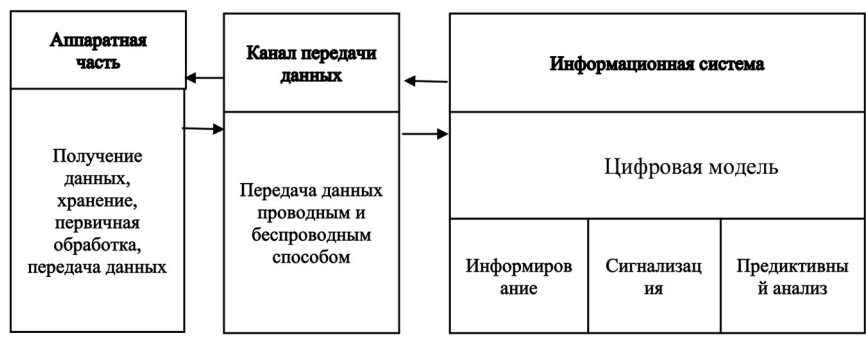 Аппаратная
часть
Получение
данных,
хранение,
первичная
обработка,
передача данных
Канал передачи
данных
Передача данных
проводным и
беспроводным
способом
Информационная система
Цифровая модель
Информиров
ание
Сигнализац
ия
Предиктивны
й анализ